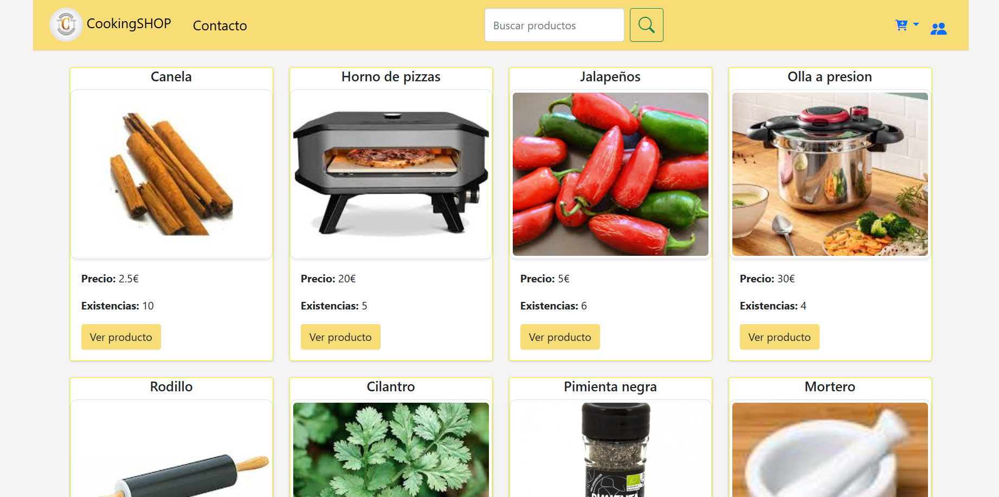 C
CookingSHOP
Contacto
Buscar productos
Canela
Horno de pizzas
Jalapeños
Olla a presion
Precio: 2.5€
Precio: 20€
Precio: 5€
Precio: 30€
Existencias: 10
Existencias: 5
Existencias: 6
Existencias: 4
Ver producto
Ver producto
Ver producto
Ver producto
Rodillo
Cilantro
Pimienta negra
Mortero
PIMIENTA